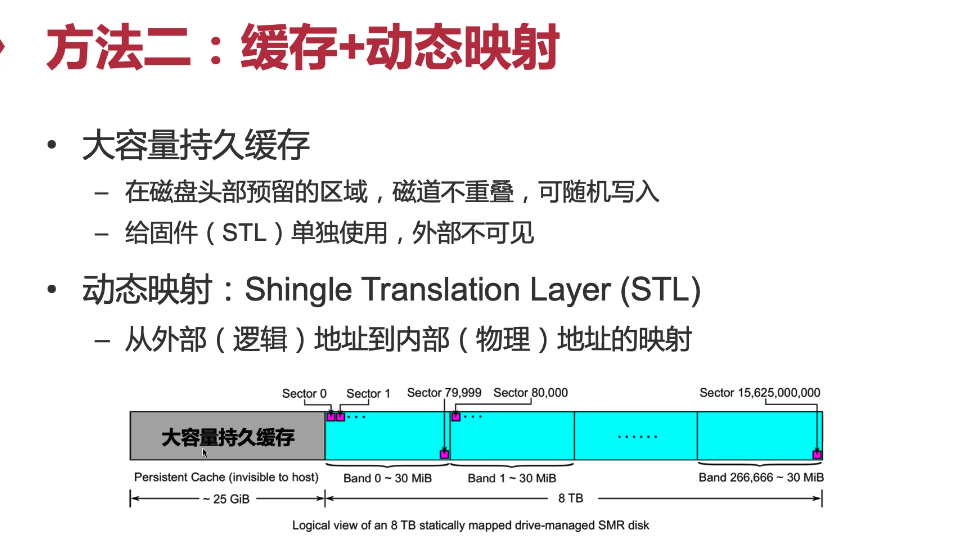 方法二：缓存+动态映射
• 大容量持久缓存
– 在磁盘头部预留的区域，磁道不重叠，可随机写入
– 给固件（STL）单独使用，外部不可见
• 动态映射：Shingle Translation Layer (STL)
– 从外部（逻辑）地址到内部（物理）地址的映射
Sector 0 Sector 1 Sector 79,999 Sector 80,000 Sector 15,625,000,000
大容量持久缓存
Persistent Cache (invisible to host) Band 0 ~ 30 MiB Band 1 ~ 30 MiB Band 266,666 ~ 30 MiB
~ 25 GiB 8 TB
Logical view of an 8 TB statically mapped drive-managed SMR disk